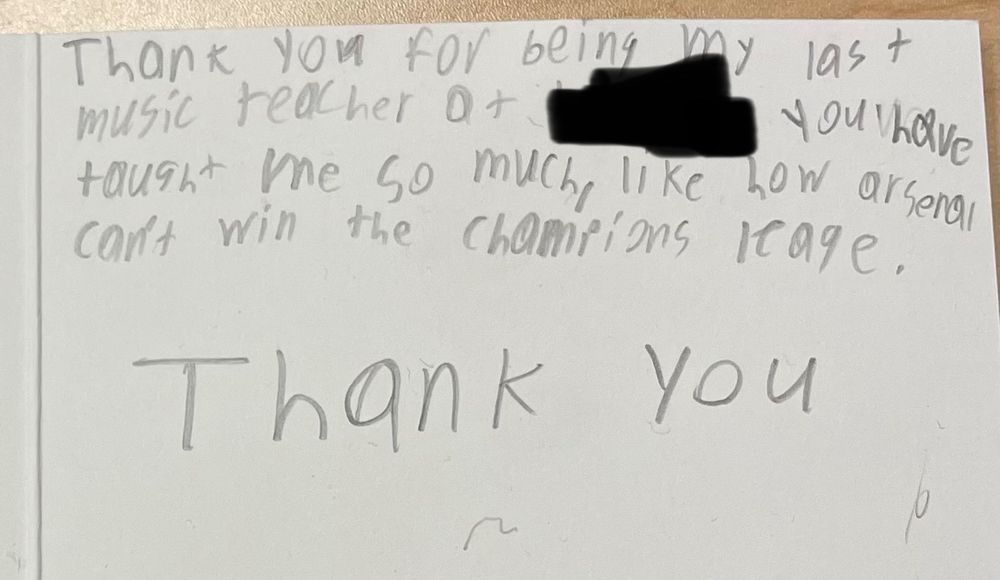 Thank you for being my last
music teacher at you have
taught me so much, like how arsenal
can't win the champions leage.
Thank you